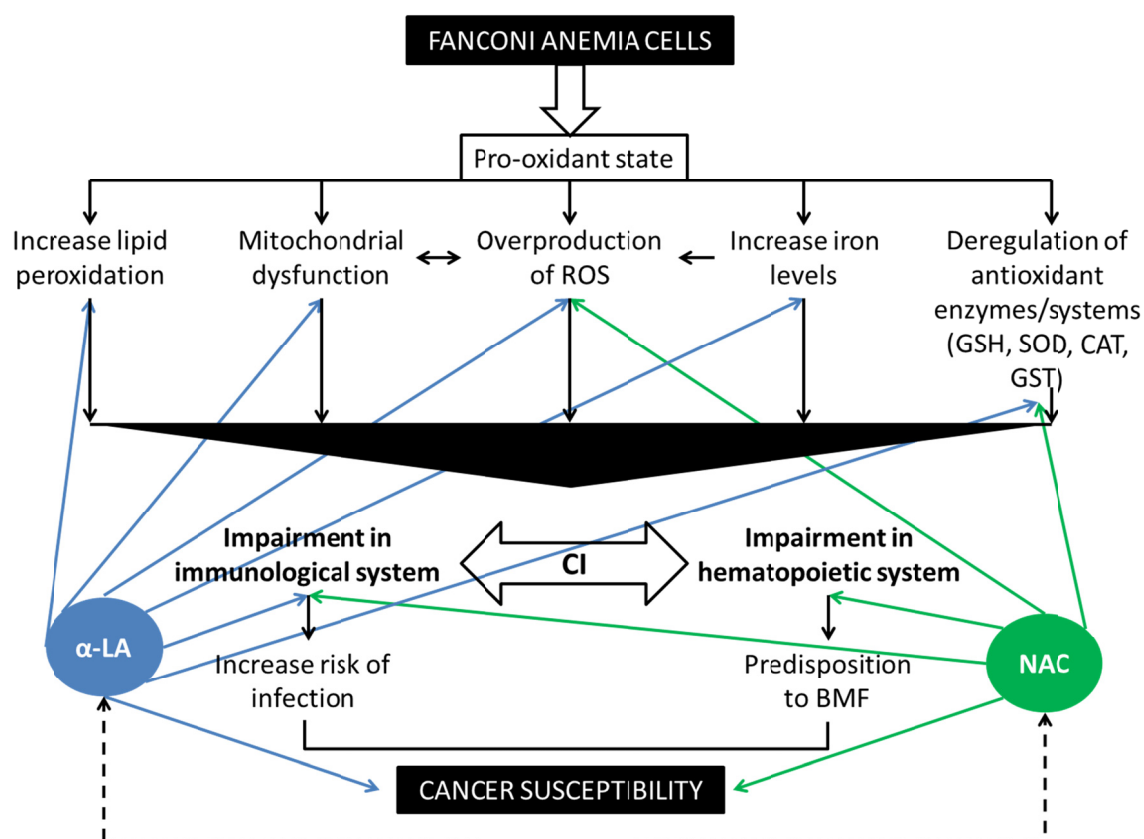 FANCONI ANEMIA CELLS
Pro-oxidant state
Increase lipid
peroxidation
Mitochondrial
dysfunction
Overproduction
of ROS
Increase iron
levels
Deregulation of
antioxidant
enzymes/systems
(GSH, SOD, CAT,
GST)
Impairment in
immunological system
CI
Impairment in
hematopoietic system
α-LA
Increase risk of
infection
Predisposition
to BMF
NAC
CANCER SUSCEPTIBILITY